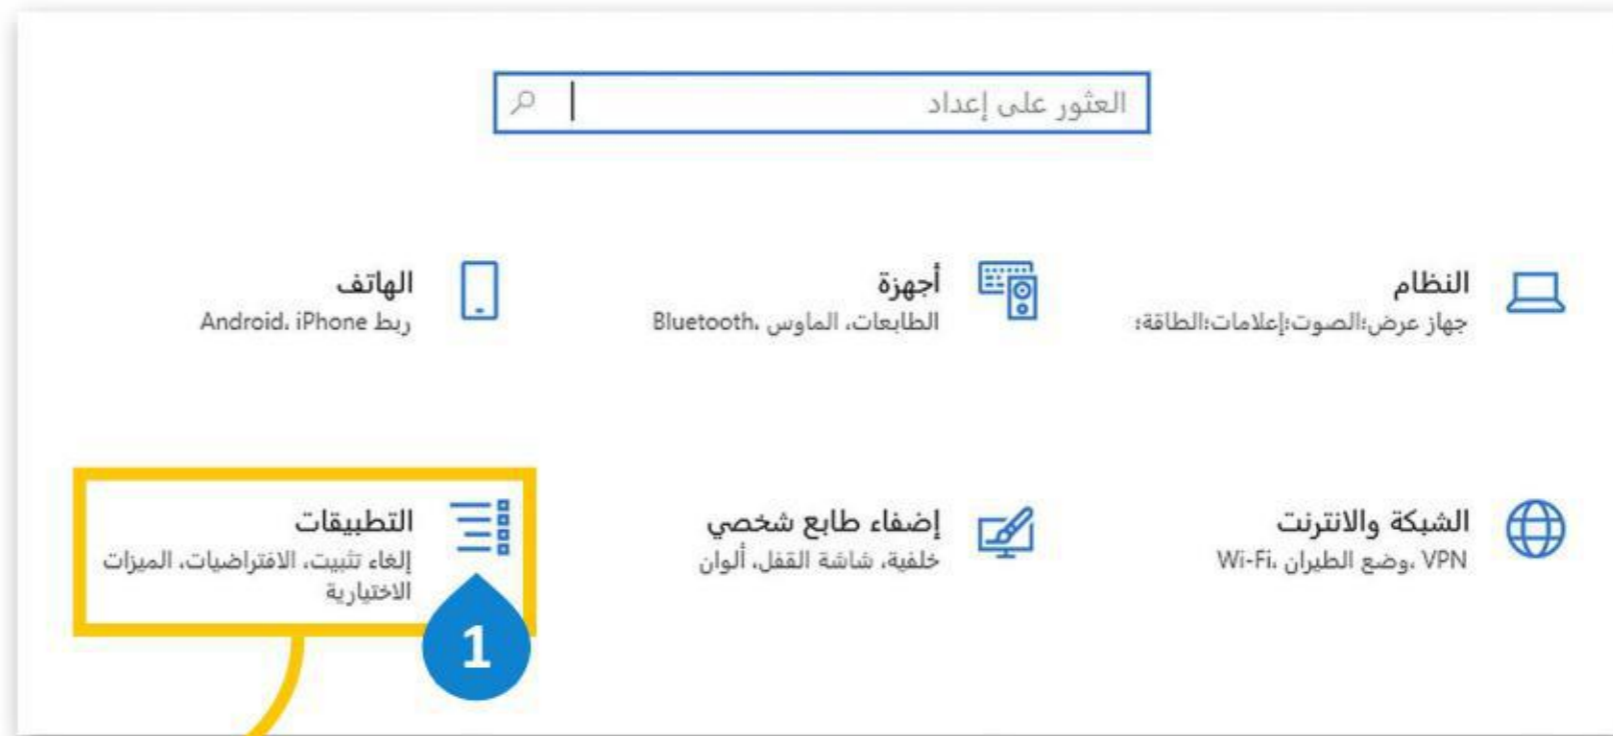 العثور على إعداد
النظام
جهاز عرض؛الصوت؛إعلامات؛الطاقة؛
أجهزة
الطابعات، الماوس ،Bluetooth
الهاتف
ربط Android، iPhone
الشبكة والانترنت
VPN ،وضع الطيران ،Wi-Fi
إضفاء طابع شخصي
خلفية، شاشة القفل، ألوان
التطبيقات
إلغاء تثبيت، الافتراضيات، الميزات
الاختيارية
1